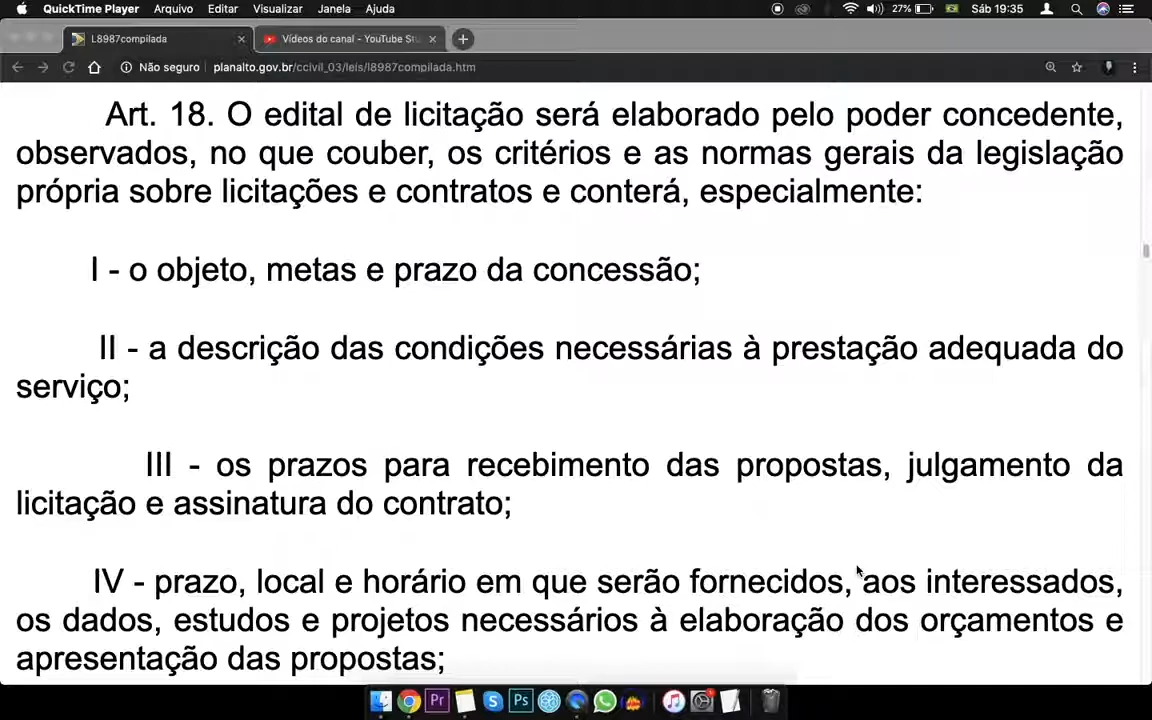 QuickTime Player Arquivo Editar Visualizar Janela Ajuda 27% Sáb 19:35
L8987compilada Vídeos do canal - YouTube St
Não seguro planalto.gov.br/ccivil_03/leis/l8987compilada.htm
Art. 18. O edital de licitação será elaborado pelo poder concedente,
observados, no que couber, os critérios e as normas gerais da legislação
própria sobre licitações e contratos e conterá, especialmente:
I - o objeto, metas e prazo da concessão;
II - a descrição das condições necessárias à prestação adequada do
serviço;
III - os prazos para recebimento das propostas, julgamento da
licitação e assinatura do contrato;
IV - prazo, local e horário em que serão fornecidos, aos interessados,
os dados, estudos e projetos necessários à elaboração dos orçamentos e
apresentação das propostas;
Pr Ps